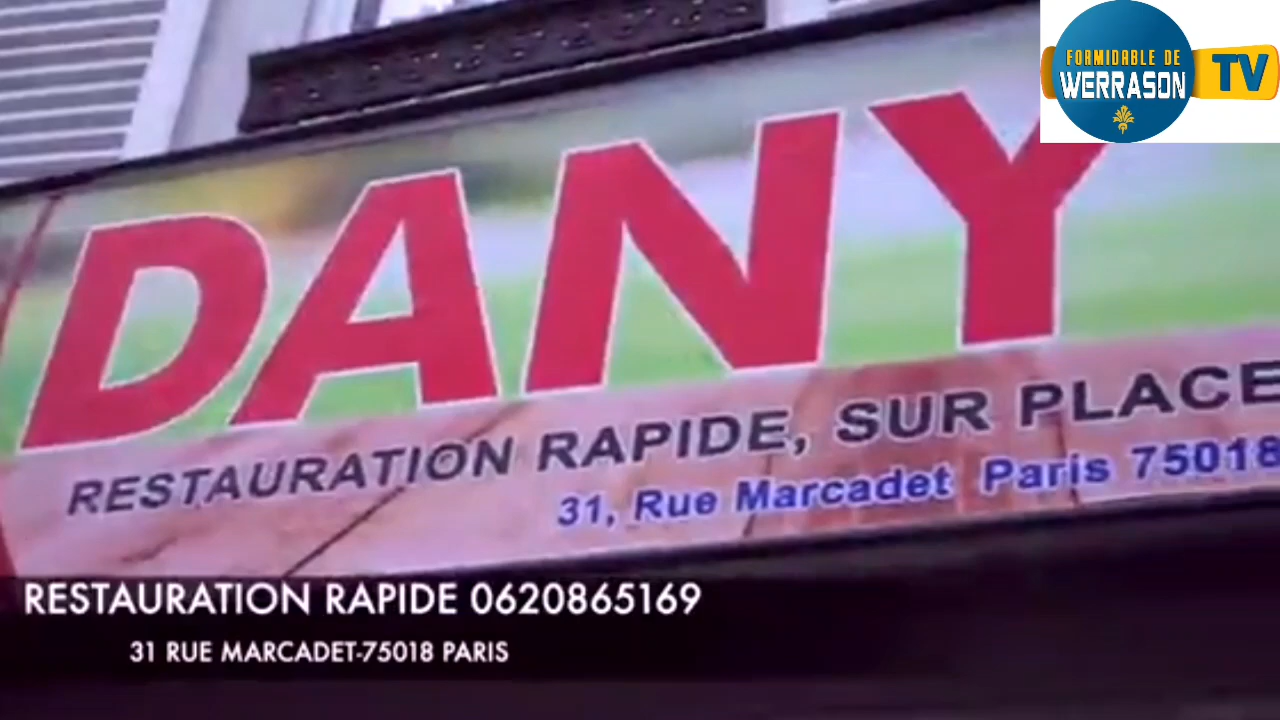 FORMIDABLE DE
WERRASON
TV
DANY
RESTAURATION RAPIDE, SUR PLACE
31, Rue Marcadet Paris 75018
RESTAURATION RAPIDE 0620865169
31 RUE MARCADET-75018 PARIS